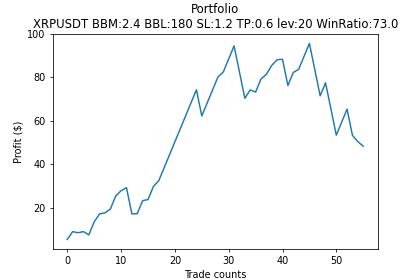 Portfolio
XRPUSDT BBM:2.4 BBL:180 SL:1.2 TP:0.6 lev:20 WinRatio:73.0
100
80
60
40
20
Profit ($)
0 10 20 30 40 50
Trade counts